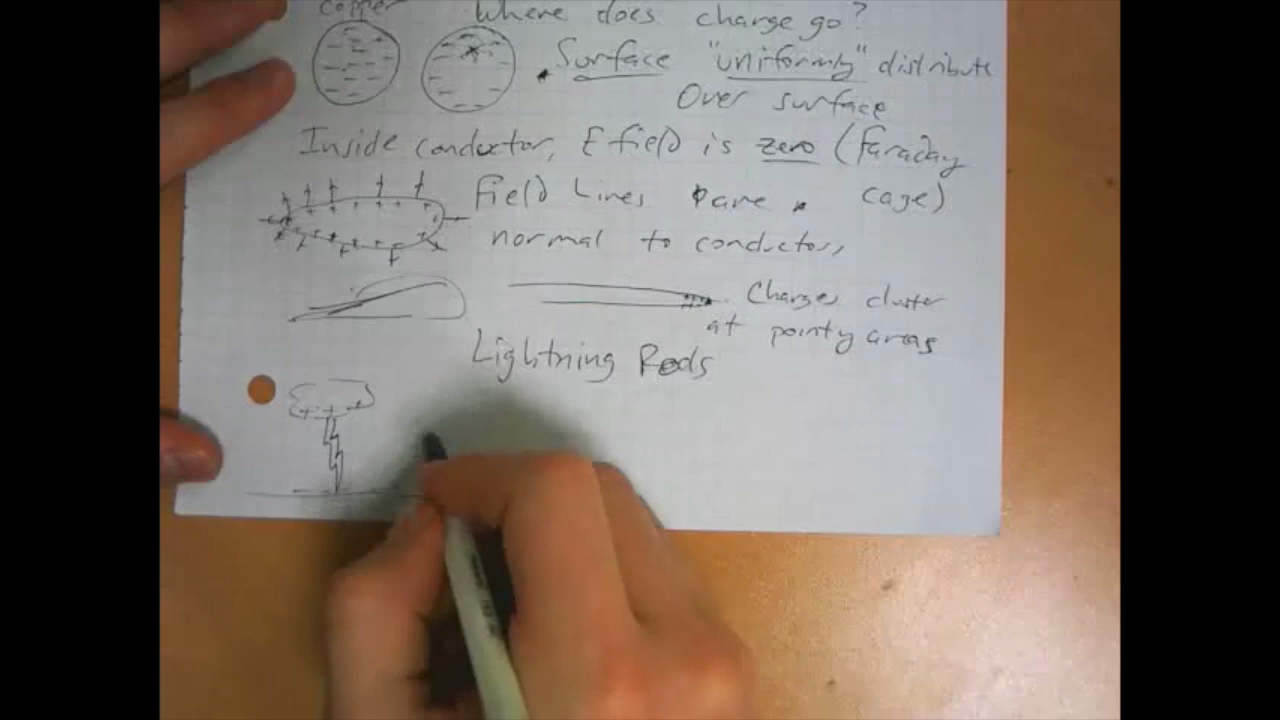 copper Where does charge go?
Surface "uniformly" distribute
Over surface
Inside conductor, E field is zero (Faraday
cage)
Field Lines are
normal to conductor,
Charges cluster
at pointy areas
Lightning Rods